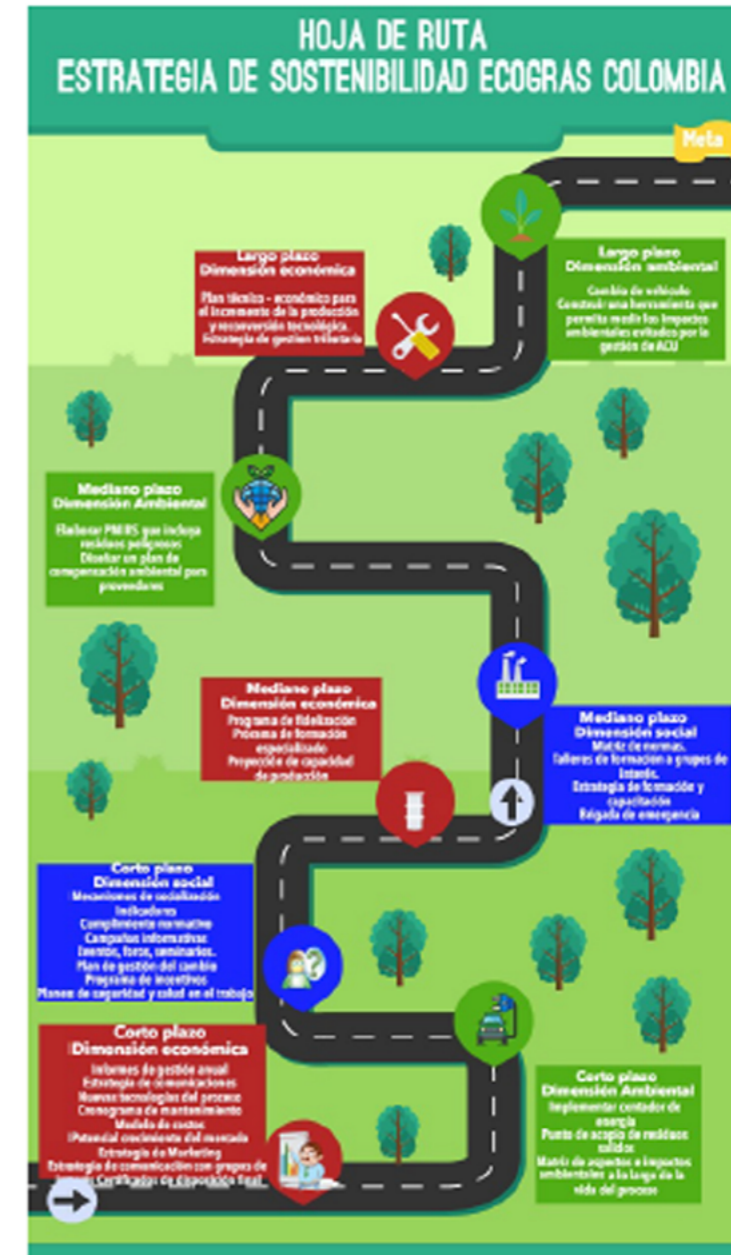 HOJA DE RUTA
ESTRATEGIA DE SOSTENIBILIDAD ECOGRAS COLOMBIA
Meta
Largo plazo
Dimensión económica
Plan técnico - económico para
el incremento de la producción
y reconversión tecnológica.
Estrategia de gestion tributaria
Largo plazo
Dimensión ambiental
Cambio de vehículo
Construir una herramienta que
permita medir los impactos
ambientales evitados por la
gestión de ACU
Mediano plazo
Dimensión Ambiental
Elaborar PMIRS que incluya
residuos peligrosos
Diseñar un plan de
compensación ambiental para
proveedores
Mediano plazo
Dimensión económica
Programa de fidelización
de formación
especializado
Proyección de capacidad
de producción
Mediano plazo
Dimensión social
Matriz de normas.
Talleres de formacion a grupos de
interés.
Estrategia de formación y
capacitación
Brigada de emergencia
Corto plazo
Dimensión social
Mecanismos de socialización
Indicadores
Cumplimiento normativo
Campañas informativas
Eventos, foros, seminarios.
Plan de gestión del cambio
Programa de incentivos
de seguridad y salud en el trabajo
Corto plazo
Dimensión económica
Informes de gestión anual
Estrategia de comunicaciones
Nuevas tecnologías del proceso
Cronograma de mantenimiento
Modelo de costos
Potencial crecimiento del mercado
Estrategia de Marketing
Estrategia de comunicación con grupos de
Certificados de disposición final
Corto plazo
Dimensión Ambiental
Implementar contador de
energía
Punto de acopio de residuos
solidos
Matriz de aspectos e impactos
ambientales a lo largo de la
vida del proceso